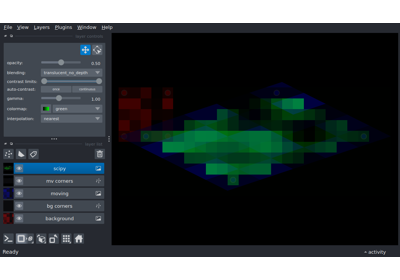 File View Layers Plugins Window Help
opacity: 0.50
blending: translucent_no_depth
contrast limits:
auto-contrast: once continuous
gamma: 1.00
colormap: green
interpolation: nearest
scipy
mv corners
moving
bg corners
background
Ready
activity